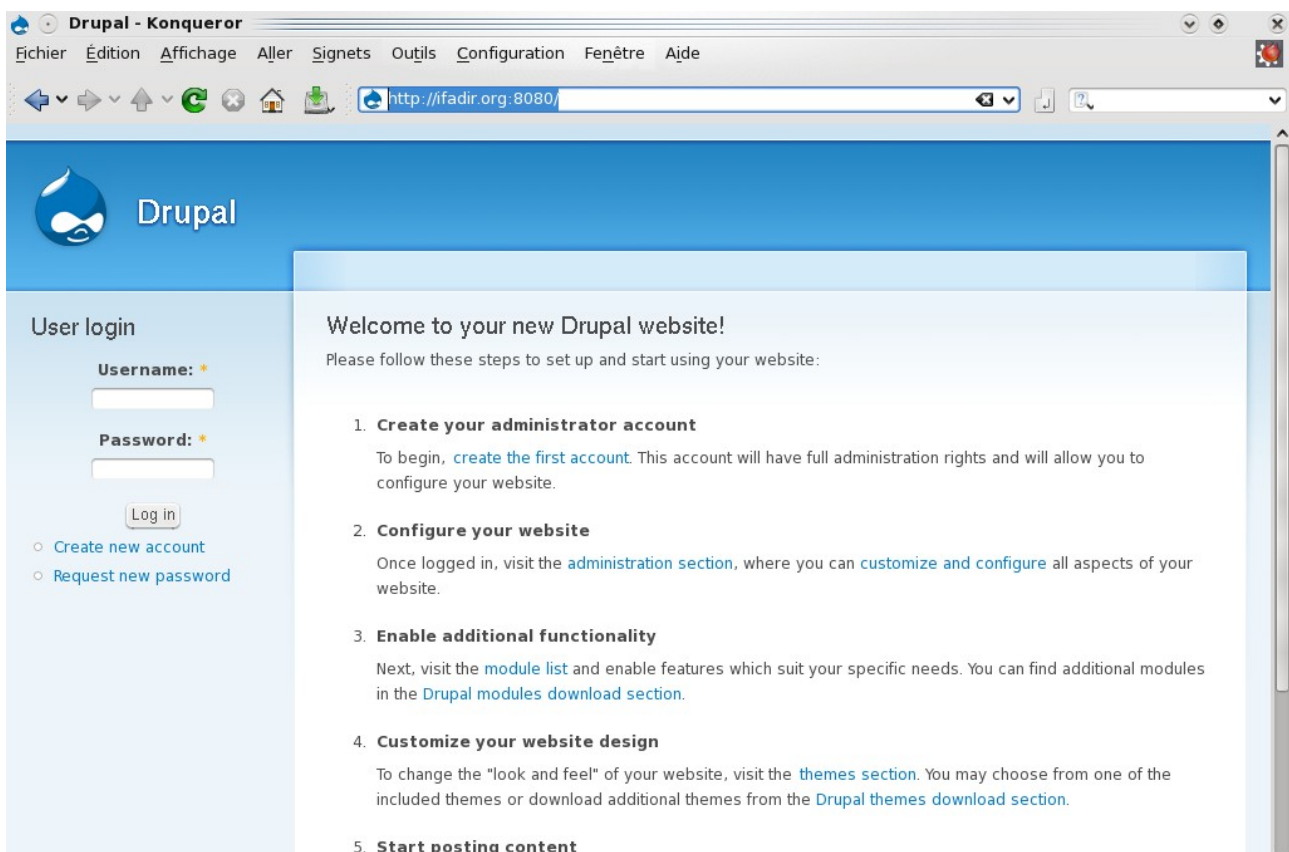 Drupal - Konqueror
Fichier Édition Affichage Aller Signets Outils Configuration Fenêtre Aide
http://ifadir.org:8080/
Drupal
User login
Username: *
Password: *
Log in
Create new account
Request new password
Welcome to your new Drupal website!
Please follow these steps to set up and start using your website:
1. Create your administrator account
To begin, create the first account. This account will have full administration rights and will allow you to
configure your website.
2. Configure your website
Once logged in, visit the administration section, where you can customize and configure all aspects of your
website.
3. Enable additional functionality
Next, visit the module list and enable features which suit your specific needs. You can find additional modules
in the Drupal modules download section.
4. Customize your website design
To change the "look and feel" of your website, visit the themes section. You may choose from one of the
included themes or download additional themes from the Drupal themes download section.
5. Start posting content